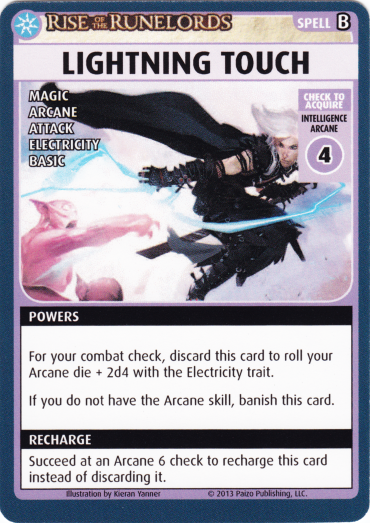 RISE OF THE RUNELORDS
SPELL B
LIGHTNING TOUCH
MAGIC
ARCANE
ATTACK
ELECTRICITY
BASIC
CHECK TO
ACQUIRE
INTELLIGENCE
ARCANE
4
POWERS
For your combat check, discard this card to roll your
Arcane die + 2d4 with the Electricity trait.
If you do not have the Arcane skill, banish this card.
RECHARGE
Succeed at an Arcane 6 check to recharge this card
instead of discarding it.
Illustration by Kieran Yanner © 2013 Paizo Publishing, LLC.